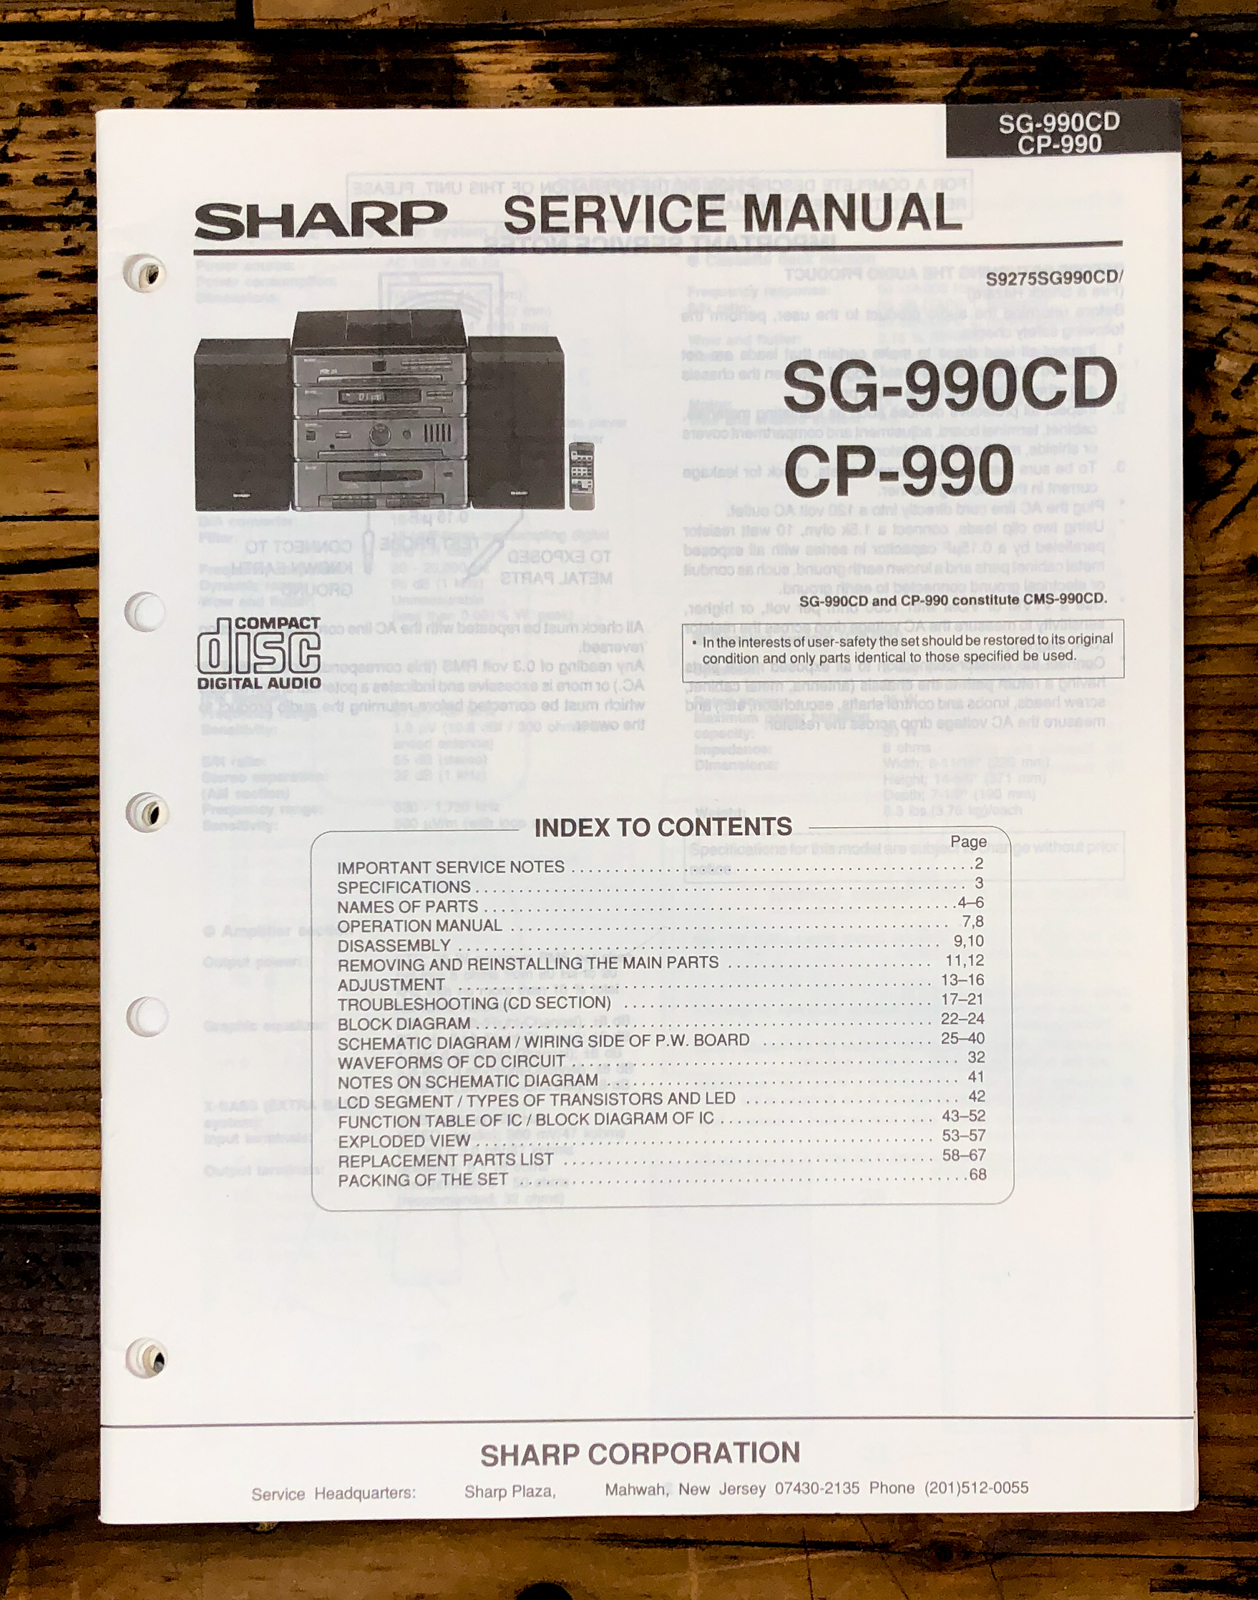 SG-990CD
CP-990
SHARP SERVICE MANUAL
S9275SG990CD/
SG-990CD
CP-990
SG-990CD and CP-990 constitute CMS-990CD.
COMPACT
disc
DIGITAL AUDIO
• In the interests of user-safety the set should be restored to its original
condition and only parts identical to those specified be used.
INDEX TO CONTENTS
Page
IMPORTANT SERVICE NOTES 2
SPECIFICATIONS 3
NAMES OF PARTS 4–6
OPERATION MANUAL 7,8
DISASSEMBLY 9,10
REMOVING AND REINSTALLING THE MAIN PARTS 11,12
ADJUSTMENT 13–16
TROUBLESHOOTING (CD SECTION) 17–21
BLOCK DIAGRAM 22–24
SCHEMATIC DIAGRAM / WIRING SIDE OF P.W. BOARD 25–40
WAVEFORMS OF CD CIRCUIT 32
NOTES ON SCHEMATIC DIAGRAM 41
LCD SEGMENT / TYPES OF TRANSISTORS AND LED 42
FUNCTION TABLE OF IC / BLOCK DIAGRAM OF IC 43–52
EXPLODED VIEW 53–57
REPLACEMENT PARTS LIST 58–67
PACKING OF THE SET 68
SHARP CORPORATION
Service Headquarters: Sharp Plaza, Mahwah, New Jersey 07430-2135 Phone (201)512-0055